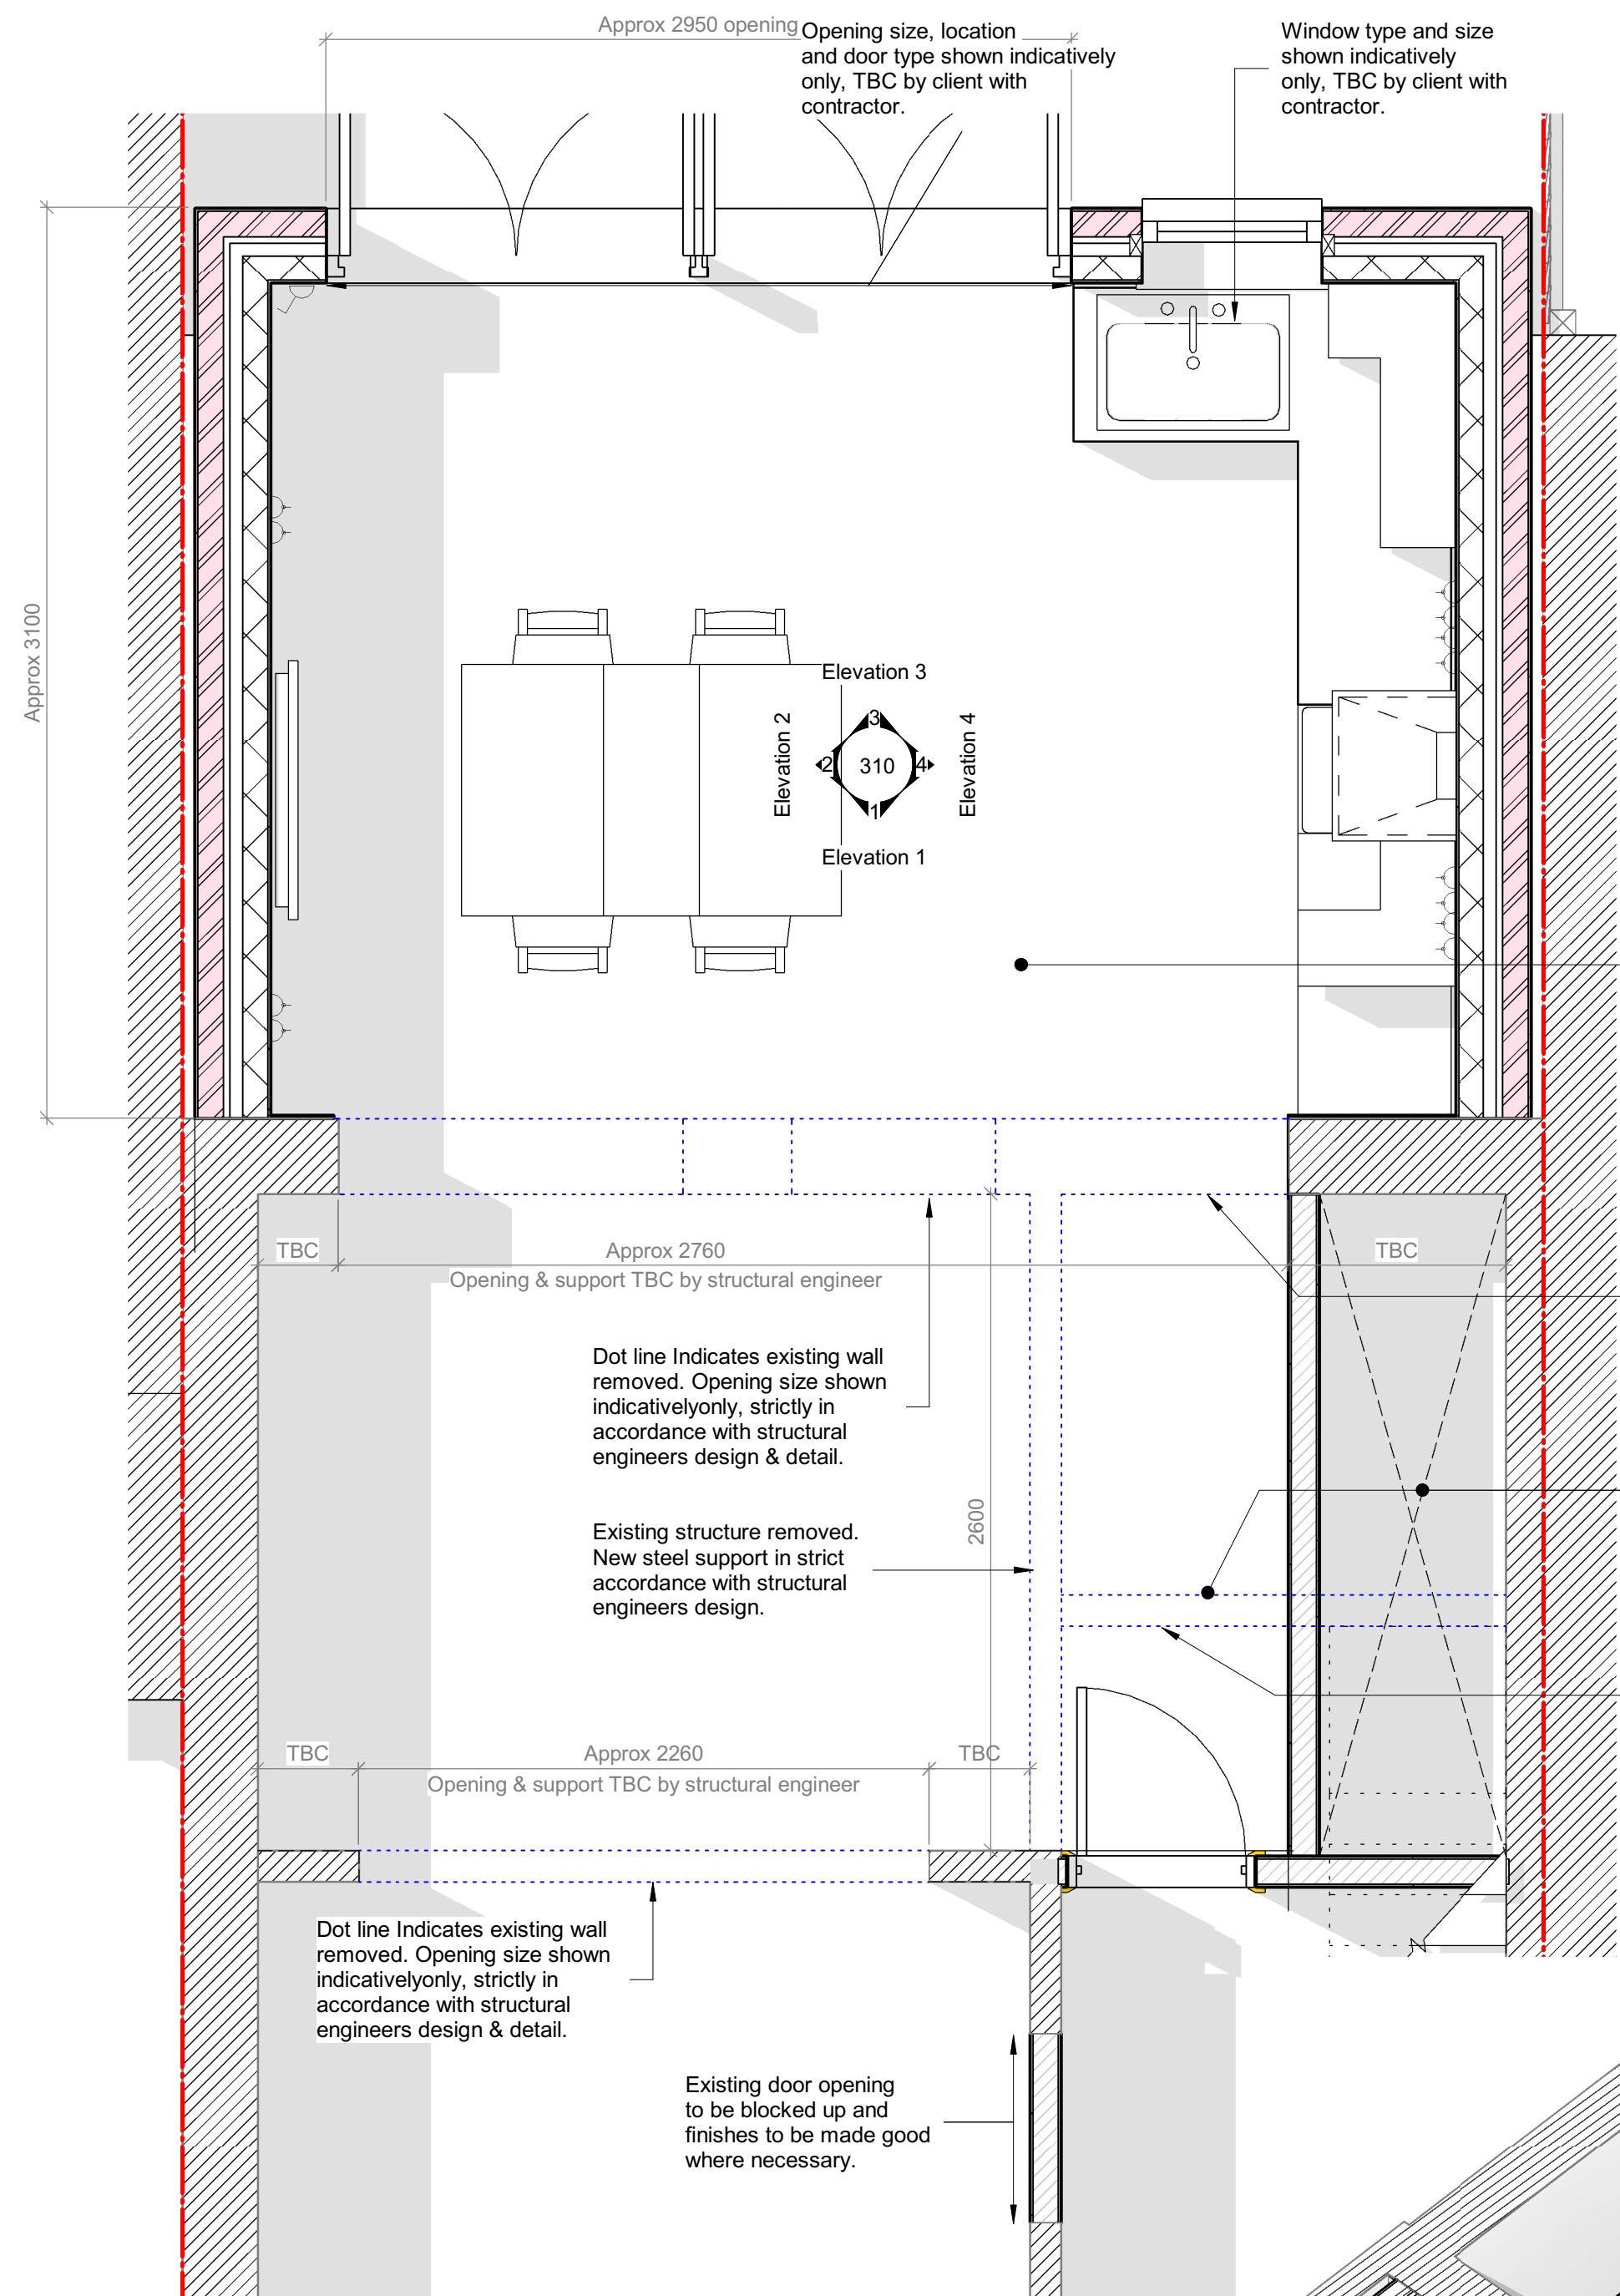 Approx 2950 opening
Opening size, location
and door type shown indicatively
only, TBC by client with
contractor.
Window type and size
shown indicatively
only, TBC by client with
contractor.
Approx 3100
Elevation 3
Elevation 2
3
2
310
4
1
Elevation 4
Elevation 1
TBC
Approx 2760
TBC
Opening & support TBC by structural engineer
Dot line Indicates existing wall
removed. Opening size shown
indicativelyonly, strictly in
accordance with structural
engineers design & detail.
2600
Existing structure removed.
New steel support in strict
accordance with structural
engineers design.
TBC
Approx 2260
TBC
Opening & support TBC by structural engineer
Dot line Indicates existing wall
removed. Opening size shown
indicativelyonly, strictly in
accordance with structural
engineers design & detail.
Existing door opening
to be blocked up and
finishes to be made good
where necessary.